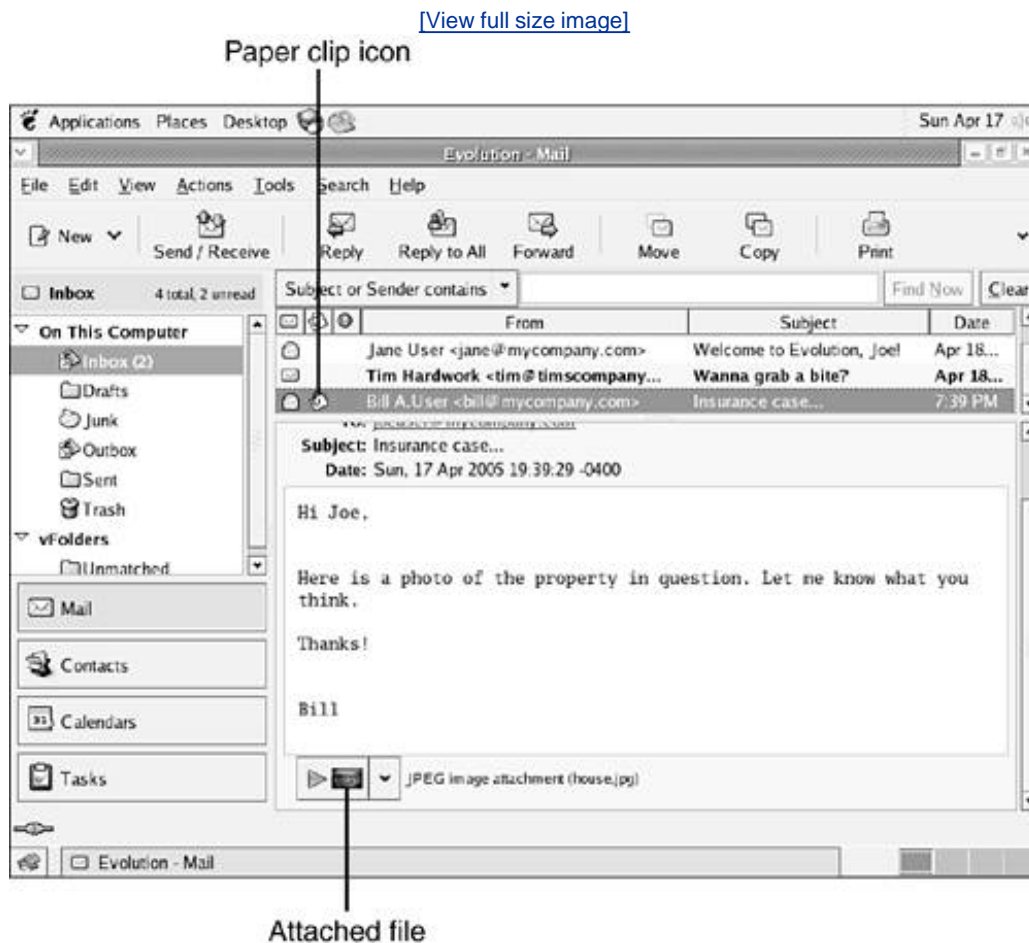 [View full size image]
Paper clip icon
Applications Places Desktop Sun Apr 17
Evolution - Mail
File Edit View Actions Tools Search Help
New Send / Receive Reply Reply to All Forward Move Copy Print
Inbox 4 total, 2 unread Subject or Sender contains Find Now Clear
On This Computer From Subject Date
Inbox (2) Jane User <jane@mycompany.com> Welcome to Evolution, Joe! Apr 18...
Drafts Tim Hardwork <tim@timscompany... Wanna grab a bite? Apr 18...
Junk Bill A.User <bill@mycompany.com> Insurance case... 7:39 PM
Outbox Subject: Insurance case...
Sent Date: Sun, 17 Apr 2005 19:39:29 -0400
Trash
vFolders
Unmatched
Hi Joe,
Here is a photo of the property in question. Let me know what you
think.
Thanks!
Bill
Mail
Contacts
31 Calendars
Tasks
JPEG image attachment (house.jpg)
Evolution - Mail
Attached file